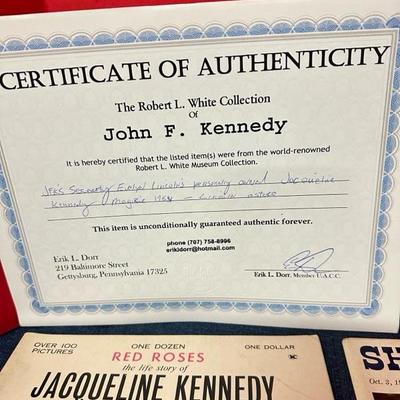 CERTIFICATE OF AUTHENTICITY
The Robert L. White Collection
Of
John F. Kennedy
It is hereby certified that the listed item(s) were from the world-renowned
Robert L. White Museum Collection.
JFK's Secretary Evelyn Lincoln's personally owned Jacqueline
Kennedy 1964 - Lincoln estate
This item is unconditionally guaranteed authentic forever.
phone (707) 758-8996
erikldorr@hotmail.com
Erik L. Dorr
219 Baltimore Street
Gettysburg, Pennsylvania 17325
Erik L. Dorr, Member U.A.C.C.
OVER 100
PICTURES
ONE DOZEN
ONE DOLLAR
RED ROSES
the life story of
JACQUELINE KENNEDY
SH
Oct. 3, 19